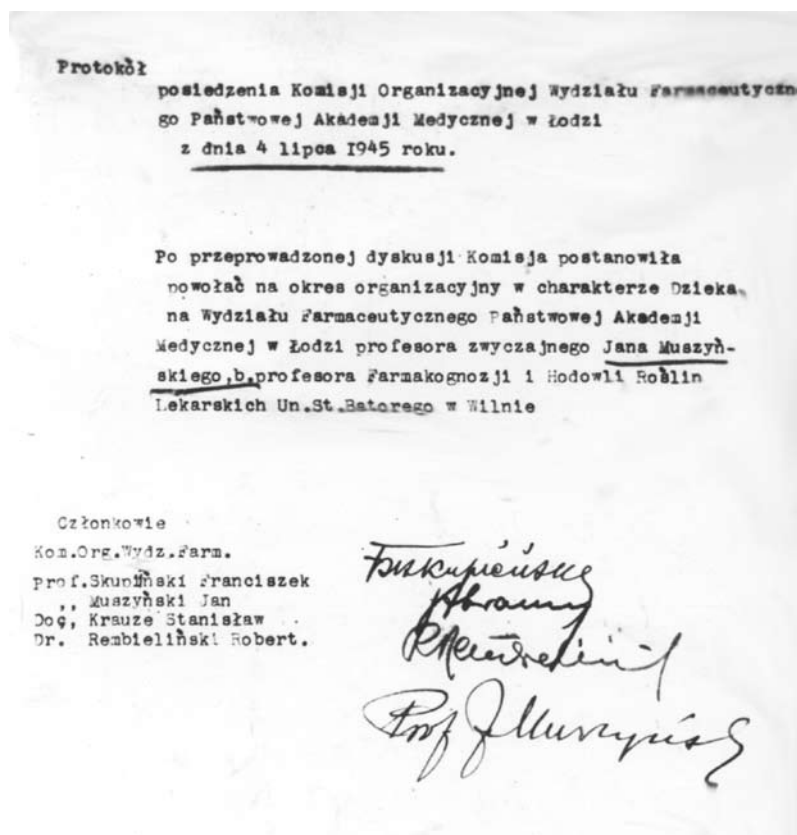 Protokół
posiedzenia Komisji Organizacyjnej Wydziału Farmaceutyczne
go Państwowej Akademji Medycznej w Łodzi
z dnia 4 lipca I945 roku.
Po przeprowadzonej dyskusji Komisja postanowiła
powołać na okres organizacyjny w charakterze Dzieka-
na Wydziału Farmaceutycznego Państwowej Akademji
Medycznej w Łodzi profesora zwyczajnego Jana Muszyń-
skiego,b.profesora Farmakognozji i Hodowli Roślin
Lekarskich Un.St.Batorego w Wilnie
Członkowie
Kom.Org.Wydz.Farm.
Prof.Skupiński Franciszek
,, Muszyński Jan
Doc, Krauze Stanisław
Dr. Rembieliński Robert.
Prof J Muszyński